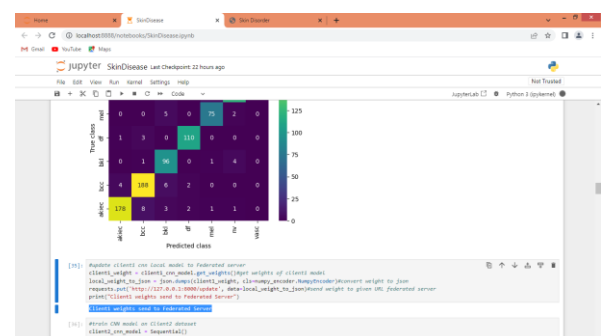 Home
SkinDisease
Skin Disorder
localhost:8888/notebooks/SkinDisease.ipynb
Gmail YouTube Maps
jupyter SkinDisease Last Checkpoint: 22 hours ago
File Edit View Run Kernel Settings Help
Not Trusted
Code
JupyterLab
Python 3 (ipykernel)
True class
mel 0 0 5 0 75 2 0
df 1 3 0 110 0 0 0
bkl 0 1 96 0 1 4 0
bcc 4 188 6 2 0 0 0
akiec 178 8 3 2 1 1 0
akiec bcc bkl df mel nv vasc
Predicted class
125
100
75
50
25
0
#update client1 cnn Local model to Federated server
client1_weight = client1_cnn_model.get_weights()#get weights of client1 model
local_weight_to_json = json.dumps(client1_weight, cls=numpy_encoder.NumpyEncoder)#convert weight to json
requests.put('http://127.0.0.1:8000/update', data=local_weight_to_json)#send weight to given URL federated server
print("Client1 weights send to Federated Server")
Client1 weights send to Federated Server
#train CNN model on Client2 dataset
client2_cnn_model = Sequential()